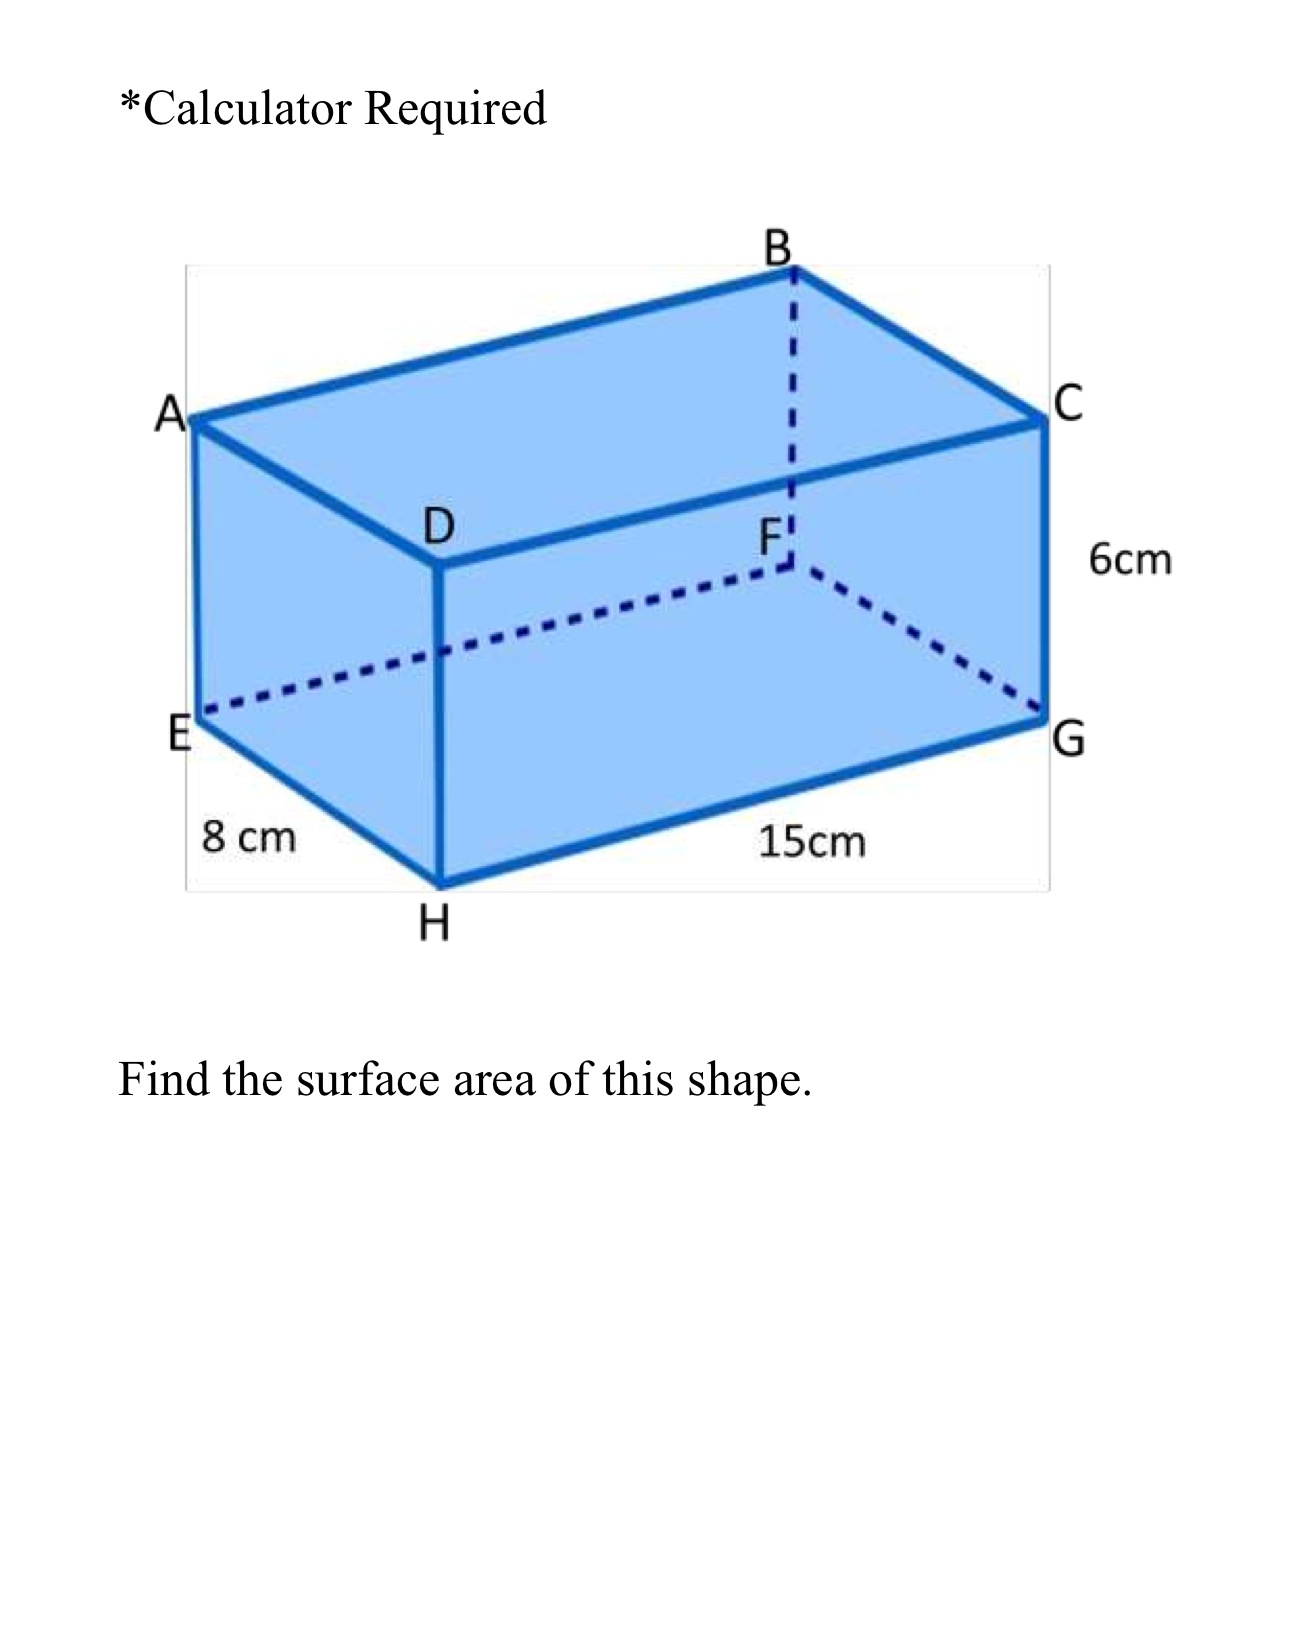 *Calculator Required
B
A
C
D
F
6cm
E
G
8 cm
15cm
H
Find the surface area of this shape.